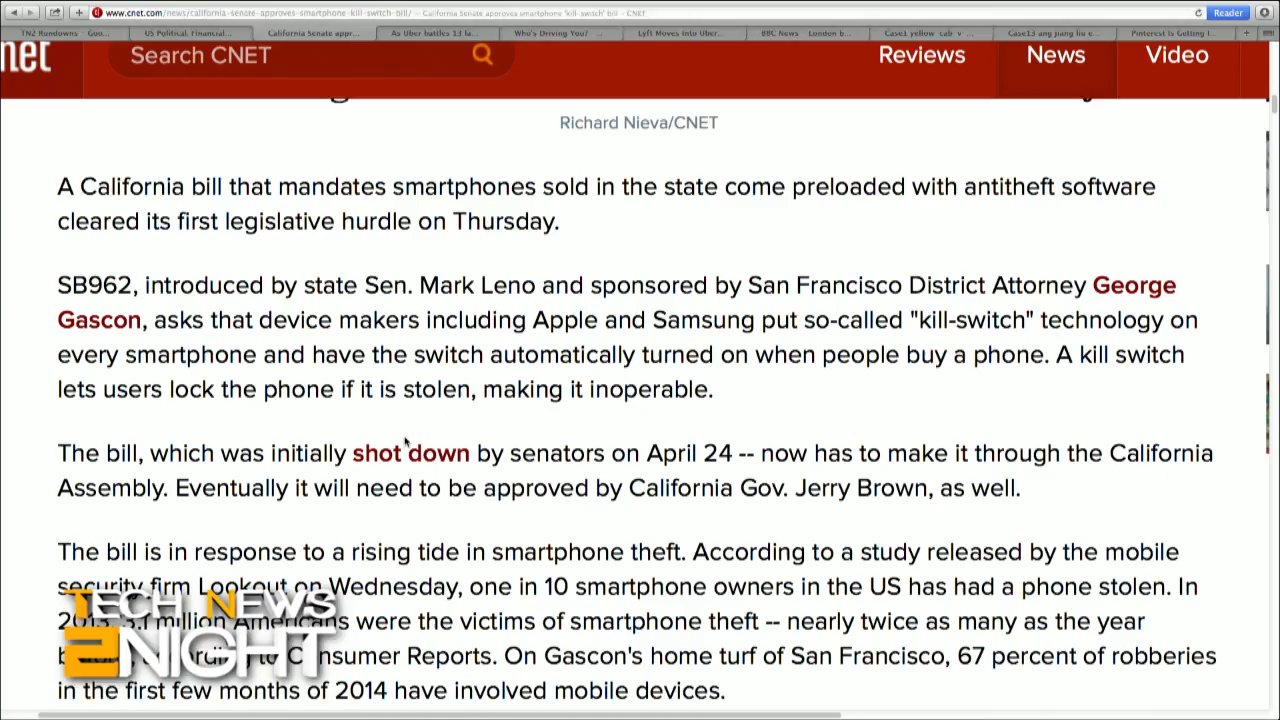 www.cnet.com/news/california-senate-approves-smartphone-kill-switch-bill/ — California Senate approves smartphone 'kill-switch' bill - CNET
Reader
TN2 Rundowns - Goo...
US Political, Financial...
California Senate appr...
As Uber battles 13 la...
Who's Driving You?
Lyft Moves Into Uber...
BBC News - London b...
Pinterest Is Getting I...
net
Search CNET
Reviews
News
Video
Richard Nieva/CNET
A California bill that mandates smartphones sold in the state come preloaded with antitheft software
cleared its first legislative hurdle on Thursday.
SB962, introduced by state Sen. Mark Leno and sponsored by San Francisco District Attorney George
Gascon, asks that device makers including Apple and Samsung put so-called "kill-switch" technology on
every smartphone and have the switch automatically turned on when people buy a phone. A kill switch
lets users lock the phone if it is stolen, making it inoperable.
The bill, which was initially shot down by senators on April 24 -- now has to make it through the California
Assembly. Eventually it will need to be approved by California Gov. Jerry Brown, as well.
The bill is in response to a rising tide in smartphone theft. According to a study released by the mobile
security firm Lookout on Wednesday, one in 10 smartphone owners in the US has had a phone stolen. In
2013, 3.1 million Americans were the victims of smartphone theft -- nearly twice as many as the year
according to Consumer Reports. On Gascon's home turf of San Francisco, 67 percent of robberies
in the first few months of 2014 have involved mobile devices.
TECH NEWS
2NIGHT